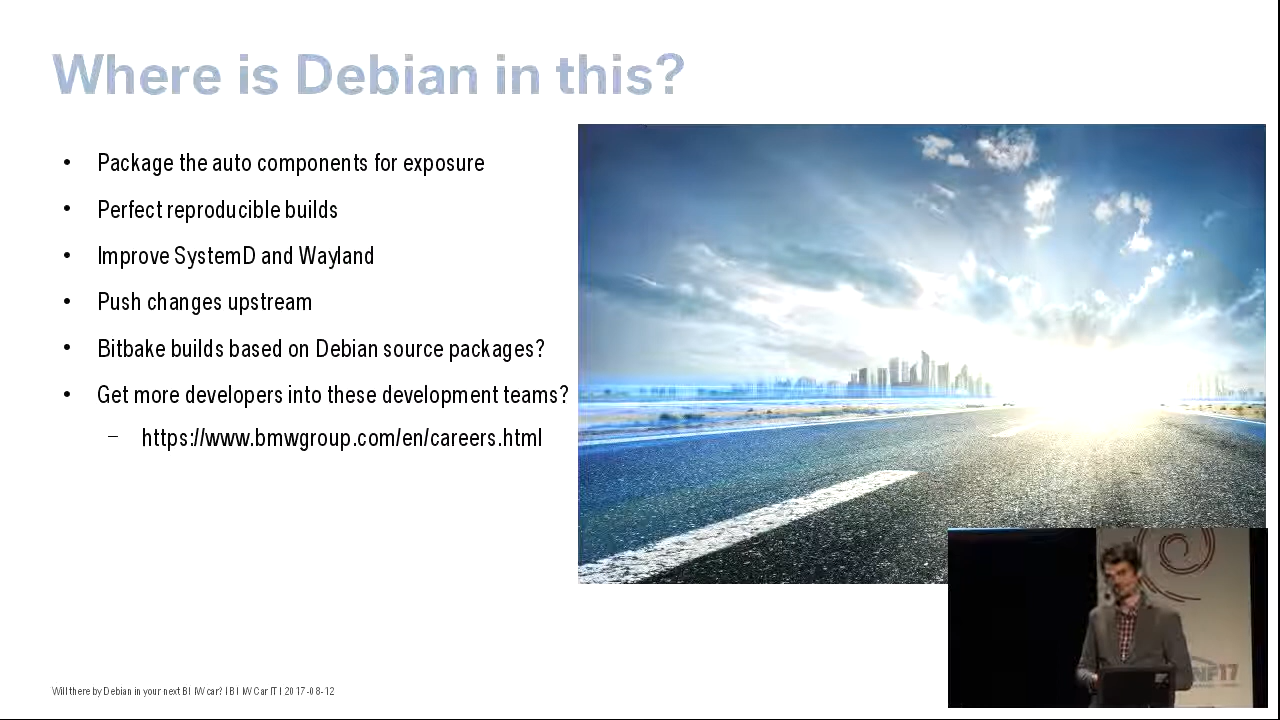 Where is Debian in this?
• Package the auto components for exposure
• Perfect reproducible builds
• Improve SystemD and Wayland
• Push changes upstream
• Bitbake builds based on Debian source packages?
• Get more developers into these development teams?
– https://www.bmwgroup.com/en/careers.html
NF17
Will there by Debian in your next BMW car? | BMW Car IT | 2017-08-12